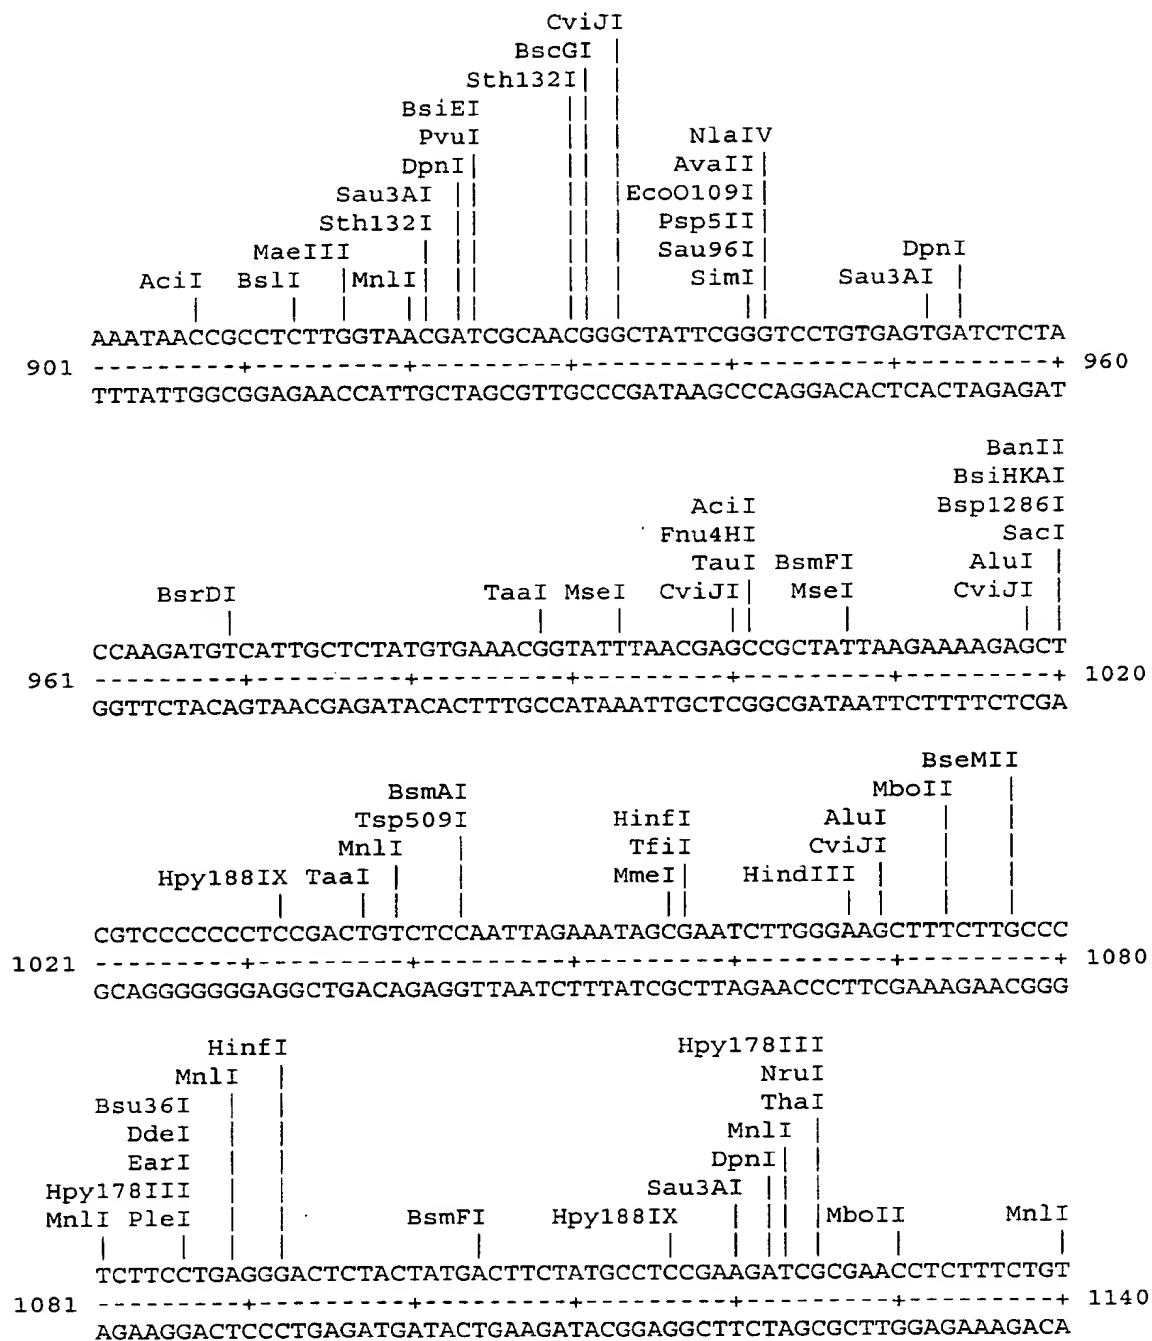 CviJI
BscGI
Sth132I
BsiEI
PvuI NlaIV
DpnI AvaII
Sau3AI EcoO109I
Sth132I Psp5II
MaeIII Sau96I DpnI
AciI BslI MnlI SimI Sau3AI
AAATAACCGCCTCTTGGTAACGATCGCAACGGGCTATTCGGGTCCTGTGAGTGATCTCTA
901 ---------+---------+---------+---------+---------+---------+ 960
TTTATTGGCGGAGAACCATTGCTAGCGTTGCCCGATAAGCCCAGGACACTCACTAGAGAT
BanII
BsiHKAI
AciI Bsp1286I
Fnu4HI SacI
TauI BsmFI AluI
BsrDI TaaI MseI CviJI MseI CviJI
CCAAGATGTCATTGCTCTATGTGAAACGGTATTTAACGAGCCGCTATTAAGAAAAGAGCT
961 ---------+---------+---------+---------+---------+---------+ 1020
GGTTCTACAGTAACGAGATACACTTTGCCATAAATTGCTCGGCGATAATTCTTTTCTCGA
BseMII
BsmAI MboII
Tsp509I HinfI AluI
MnlI TfiI CviJI
Hpy188IX TaaI MmeI HindIII
CGTCCCCCCCTCCGACTGTCTCCAATTAGAAATAGCGAATCTTGGGAAGCTTTCTTGCCC
1021 ---------+---------+---------+---------+---------+---------+ 1080
GCAGGGGGGGAGGCTGACAGAGGTTAATCTTTATCGCTTAGAACCCTTCGAAAGAACGGG
HinfI Hpy178III
MnlI NruI
Bsu36I ThaI
DdeI MnlI
EarI DpnI
Hpy178III Sau3AI
MnlI PleI BsmFI Hpy188IX MboII MnlI
TCTTCCTGAGGGACTCTACTATGACTTCTATGCCTCCGAAGATCGCGAACCTCTTTCTGT
1081 ---------+---------+---------+---------+---------+---------+ 1140
AGAAGGACTCCCTGAGATGATACTGAAGATACGGAGGCTTCTAGCGCTTGGAGAAAGACA